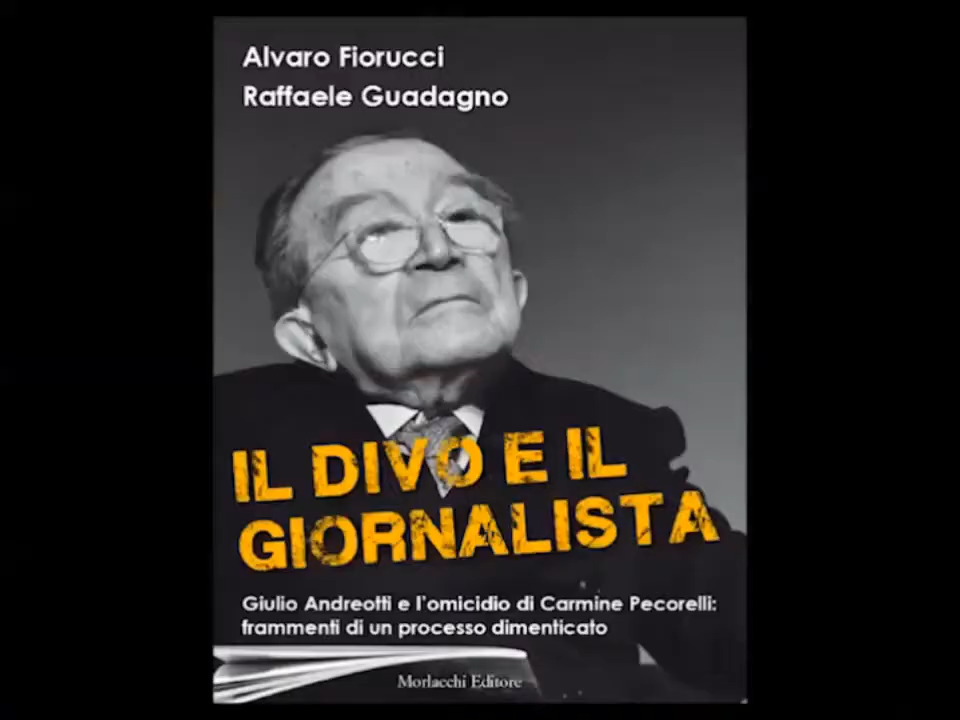 Alvaro Fiorucci
Raffaele Guadagno
IL DIVO E IL
GIORNALISTA
Giulio Andreotti e l'omicidio di Carmine Pecorelli:
frammenti di un processo dimenticato
Morlacchi Editore